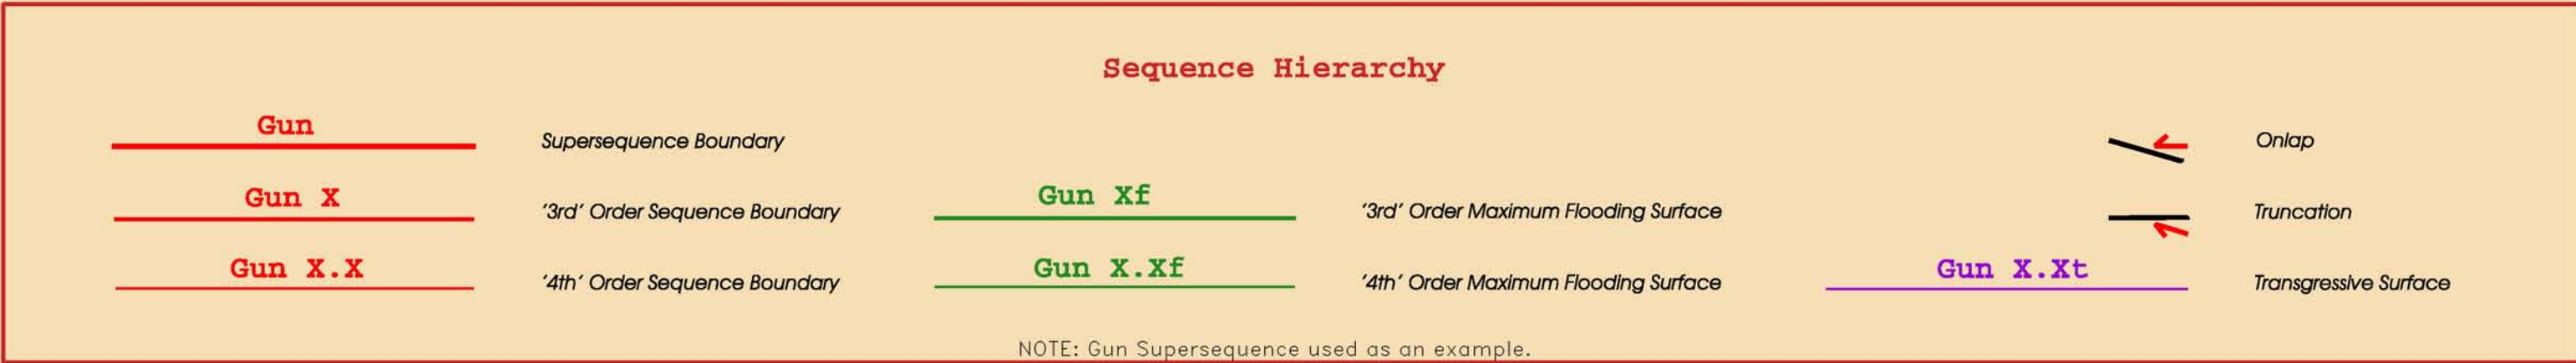 Sequence Hierarchy
Gun
Supersequence Boundary
Onlap
Gun X
'3rd' Order Sequence Boundary
Gun Xf
'3rd' Order Maximum Flooding Surface
Truncation
Gun X.X
'4th' Order Sequence Boundary
Gun X.Xf
'4th' Order Maximum Flooding Surface
Gun X.Xt
Transgressive Surface
NOTE: Gun Supersequence used as an example.